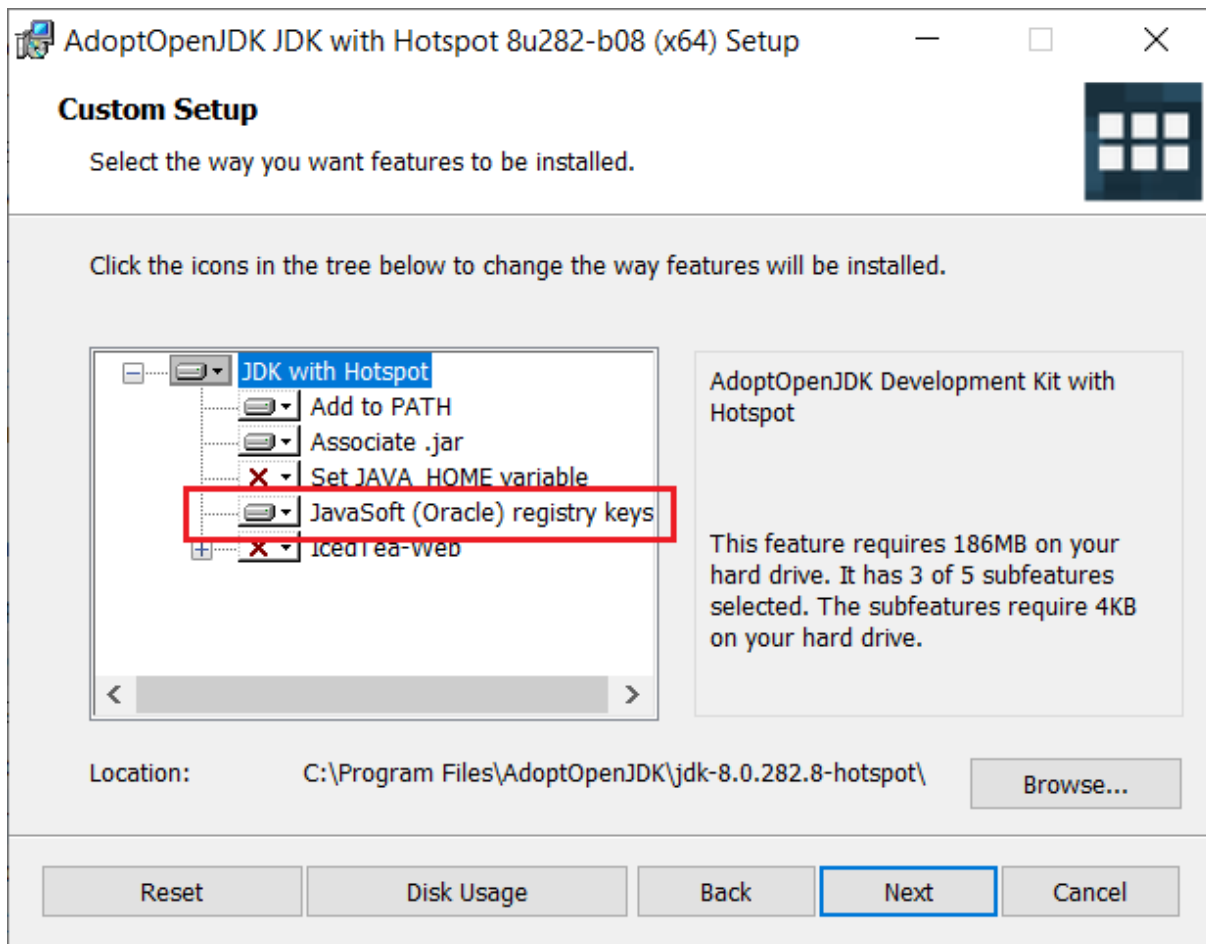 AdoptOpenJDK JDK with Hotspot 8u282-b08 (x64) Setup
Custom Setup
Select the way you want features to be installed.
Click the icons in the tree below to change the way features will be installed.
JDK with Hotspot
Add to PATH
Associate .jar
Set JAVA_HOME variable
JavaSoft (Oracle) registry keys
IcedTea-Web
AdoptOpenJDK Development Kit with
Hotspot
This feature requires 186MB on your
hard drive. It has 3 of 5 subfeatures
selected. The subfeatures require 4KB
on your hard drive.
Location: C:\Program Files\AdoptOpenJDK\jdk-8.0.282.8-hotspot\ Browse...
Reset Disk Usage Back Next Cancel